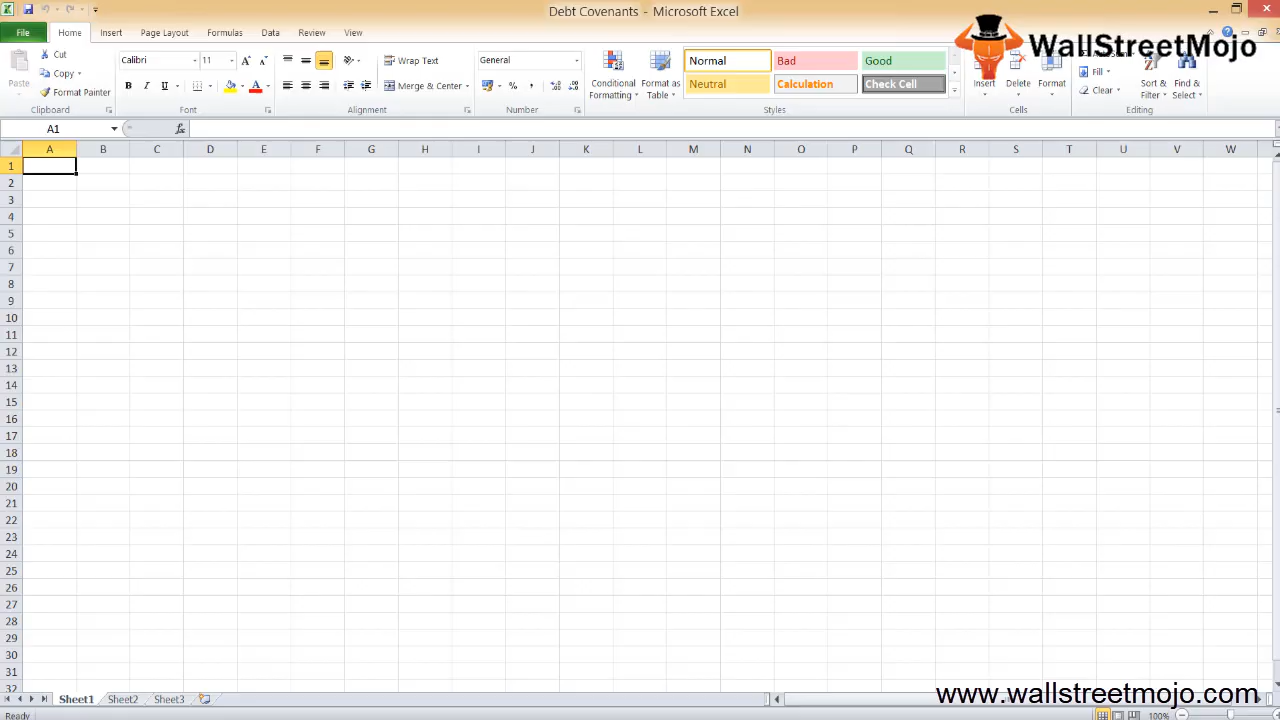 Debt Covenants - Microsoft Excel
File Home Insert Page Layout Formulas Data Review View
WallStreetMojo
Paste
Cut
Copy
Format Painter
Clipboard
Calibri 11
B I U
A A A
Font
Wrap Text
Merge & Center
Alignment
General
% ,
Number
Conditional Formatting
Format as Table
Normal Bad Good
Neutral Calculation Check Cell
Styles
Insert Delete Format
Cells
Fill
Clear
Sort & Filter
Find & Select
Editing
A1 fx
A B C D E F G H I J K L M N O P Q R S T U V W
1
2
3
4
5
6
7
8
9
10
11
12
13
14
15
16
17
18
19
20
21
22
23
24
25
26
27
28
29
30
31
32
Sheet1 Sheet2 Sheet3
www.wallstreetmojo.com
Ready 100%